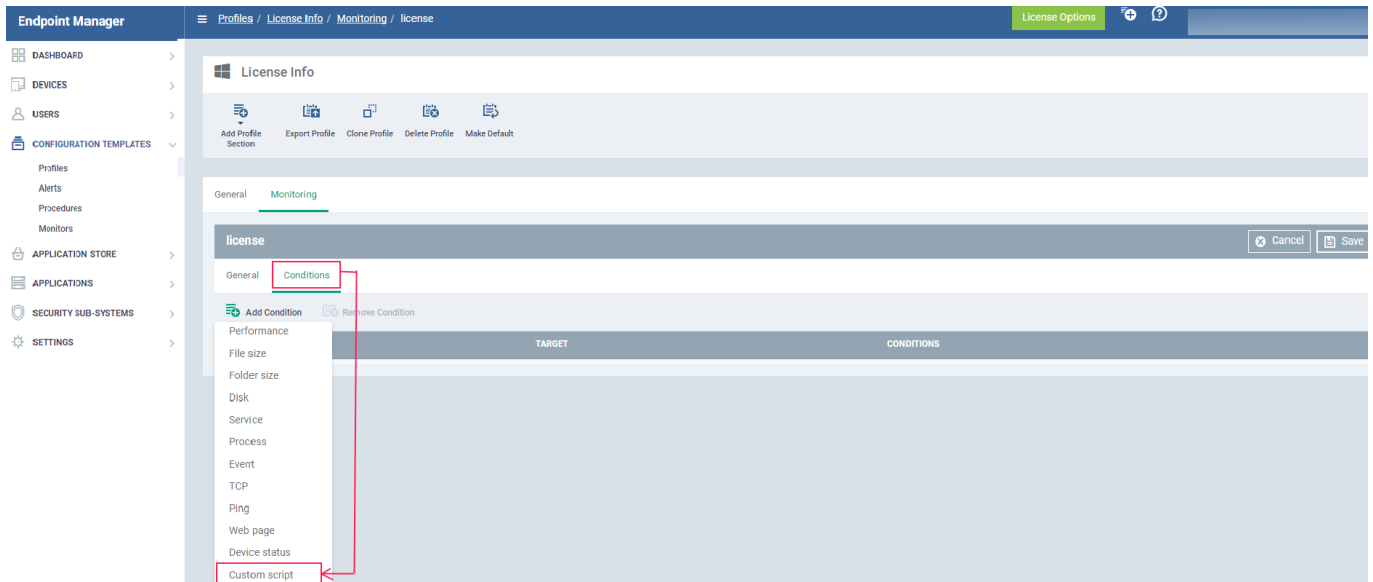 Endpoint Manager
Profiles / License Info / Monitoring / license
License Options
DASHBOARD
DEVICES
USERS
CONFIGURATION TEMPLATES
Profiles
Alerts
Procedures
Monitors
APPLICATION STORE
APPLICATIONS
SECURITY SUB-SYSTEMS
SETTINGS
License Info
Add Profile Section
Export Profile
Clone Profile
Delete Profile
Make Default
General Monitoring
license
Cancel Save
General Conditions
Add Condition Remove Condition
TARGET CONDITIONS
Performance
File size
Folder size
Disk
Service
Process
Event
TCP
Ping
Web page
Device status
Custom script